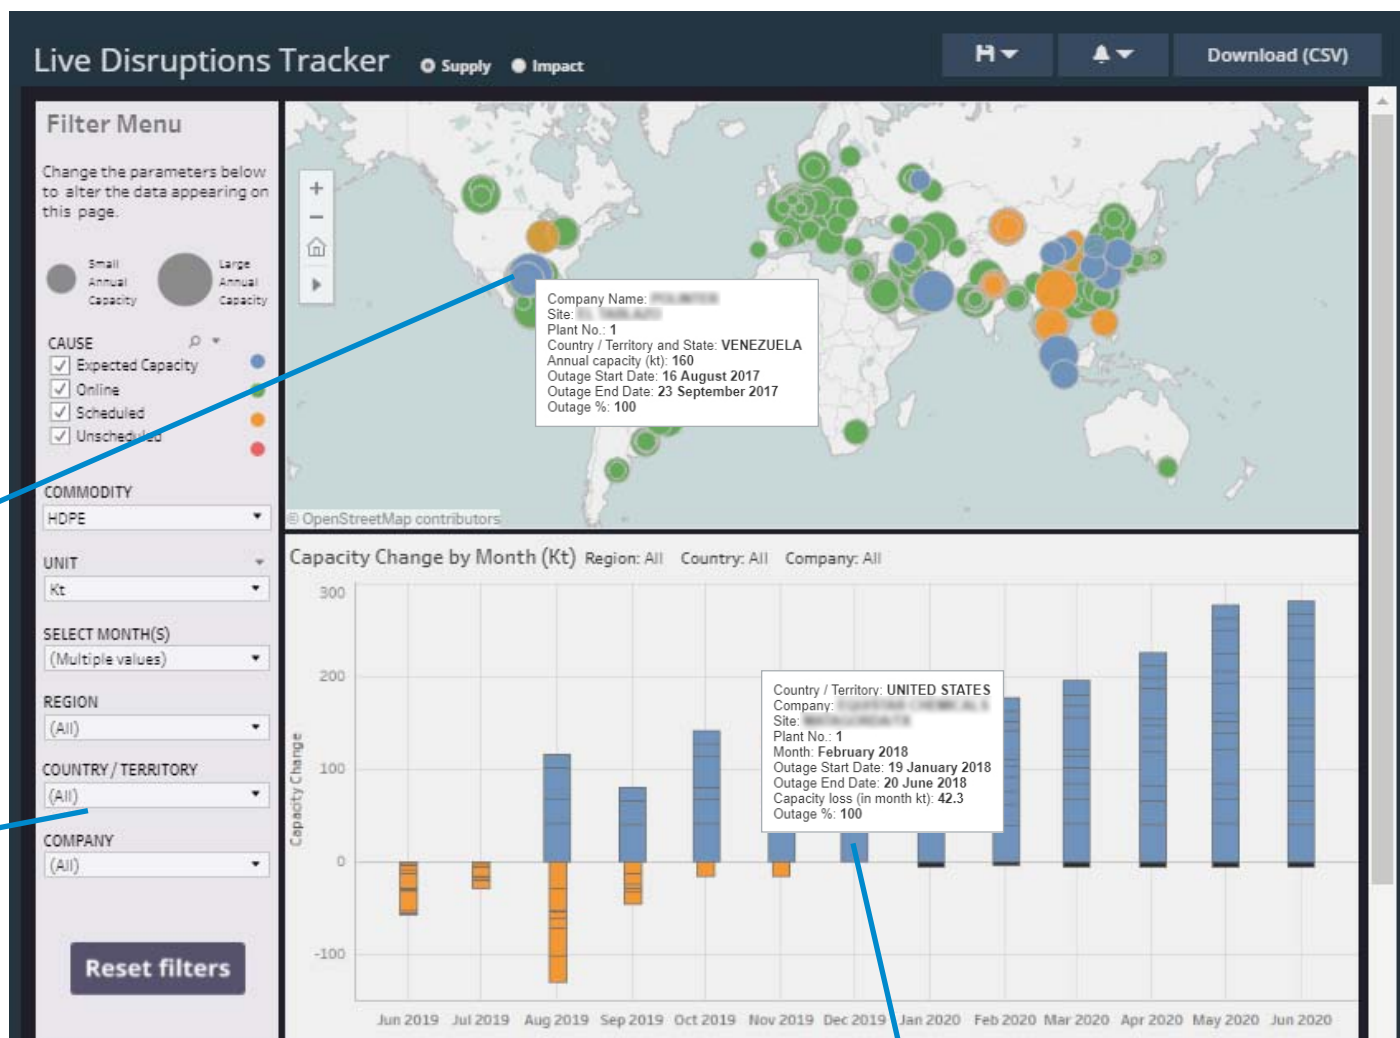 Live Disruptions Tracker
Supply
Impact
Download (CSV)
Filter Menu
Change the parameters below
to alter the data appearing on
this page.
Small
Annual
Capacity
Large
Annual
Capacity
CAUSE
Expected Capacity
Online
Scheduled
Unscheduled
COMMODITY
HDPE
UNIT
Kt
SELECT MONTH(S)
(Multiple values)
REGION
(All)
COUNTRY / TERRITORY
(All)
COMPANY
(All)
Reset filters
Company Name:
Site:
Plant No.: 1
Country / Territory and State: VENEZUELA
Annual capacity (kt): 160
Outage Start Date: 16 August 2017
Outage End Date: 23 September 2017
Outage %: 100
© OpenStreetMap contributors
Capacity Change by Month (Kt) Region: All Country: All Company: All
Capacity Change
300
200
100
0
-100
Country / Territory: UNITED STATES
Company:
Site:
Plant No.: 1
Month: February 2018
Outage Start Date: 19 January 2018
Outage End Date: 20 June 2018
Capacity loss (in month kt): 42.3
Outage %: 100
Jun 2019 Jul 2019 Aug 2019 Sep 2019 Oct 2019 Nov 2019 Dec 2019 Jan 2020 Feb 2020 Mar 2020 Apr 2020 May 2020 Jun 2020